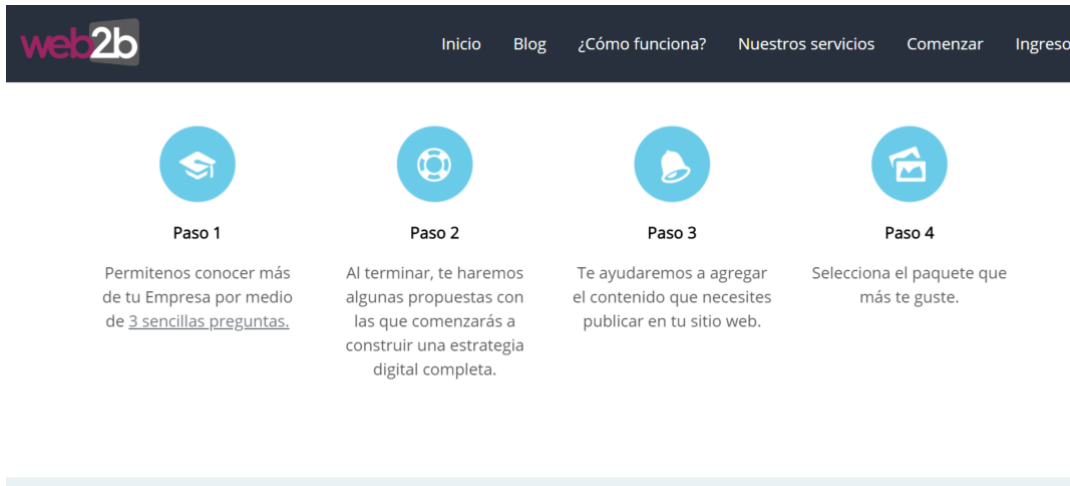 web2b
Inicio Blog ¿Cómo funciona? Nuestros servicios Comenzar Ingreso
Paso 1
Permitenos conocer más
de tu Empresa por medio
de 3 sencillas preguntas.
Paso 2
Al terminar, te haremos
algunas propuestas con
las que comenzarás a
construir una estrategia
digital completa.
Paso 3
Te ayudaremos a agregar
el contenido que necesites
publicar en tu sitio web.
Paso 4
Selecciona el paquete que
más te guste.